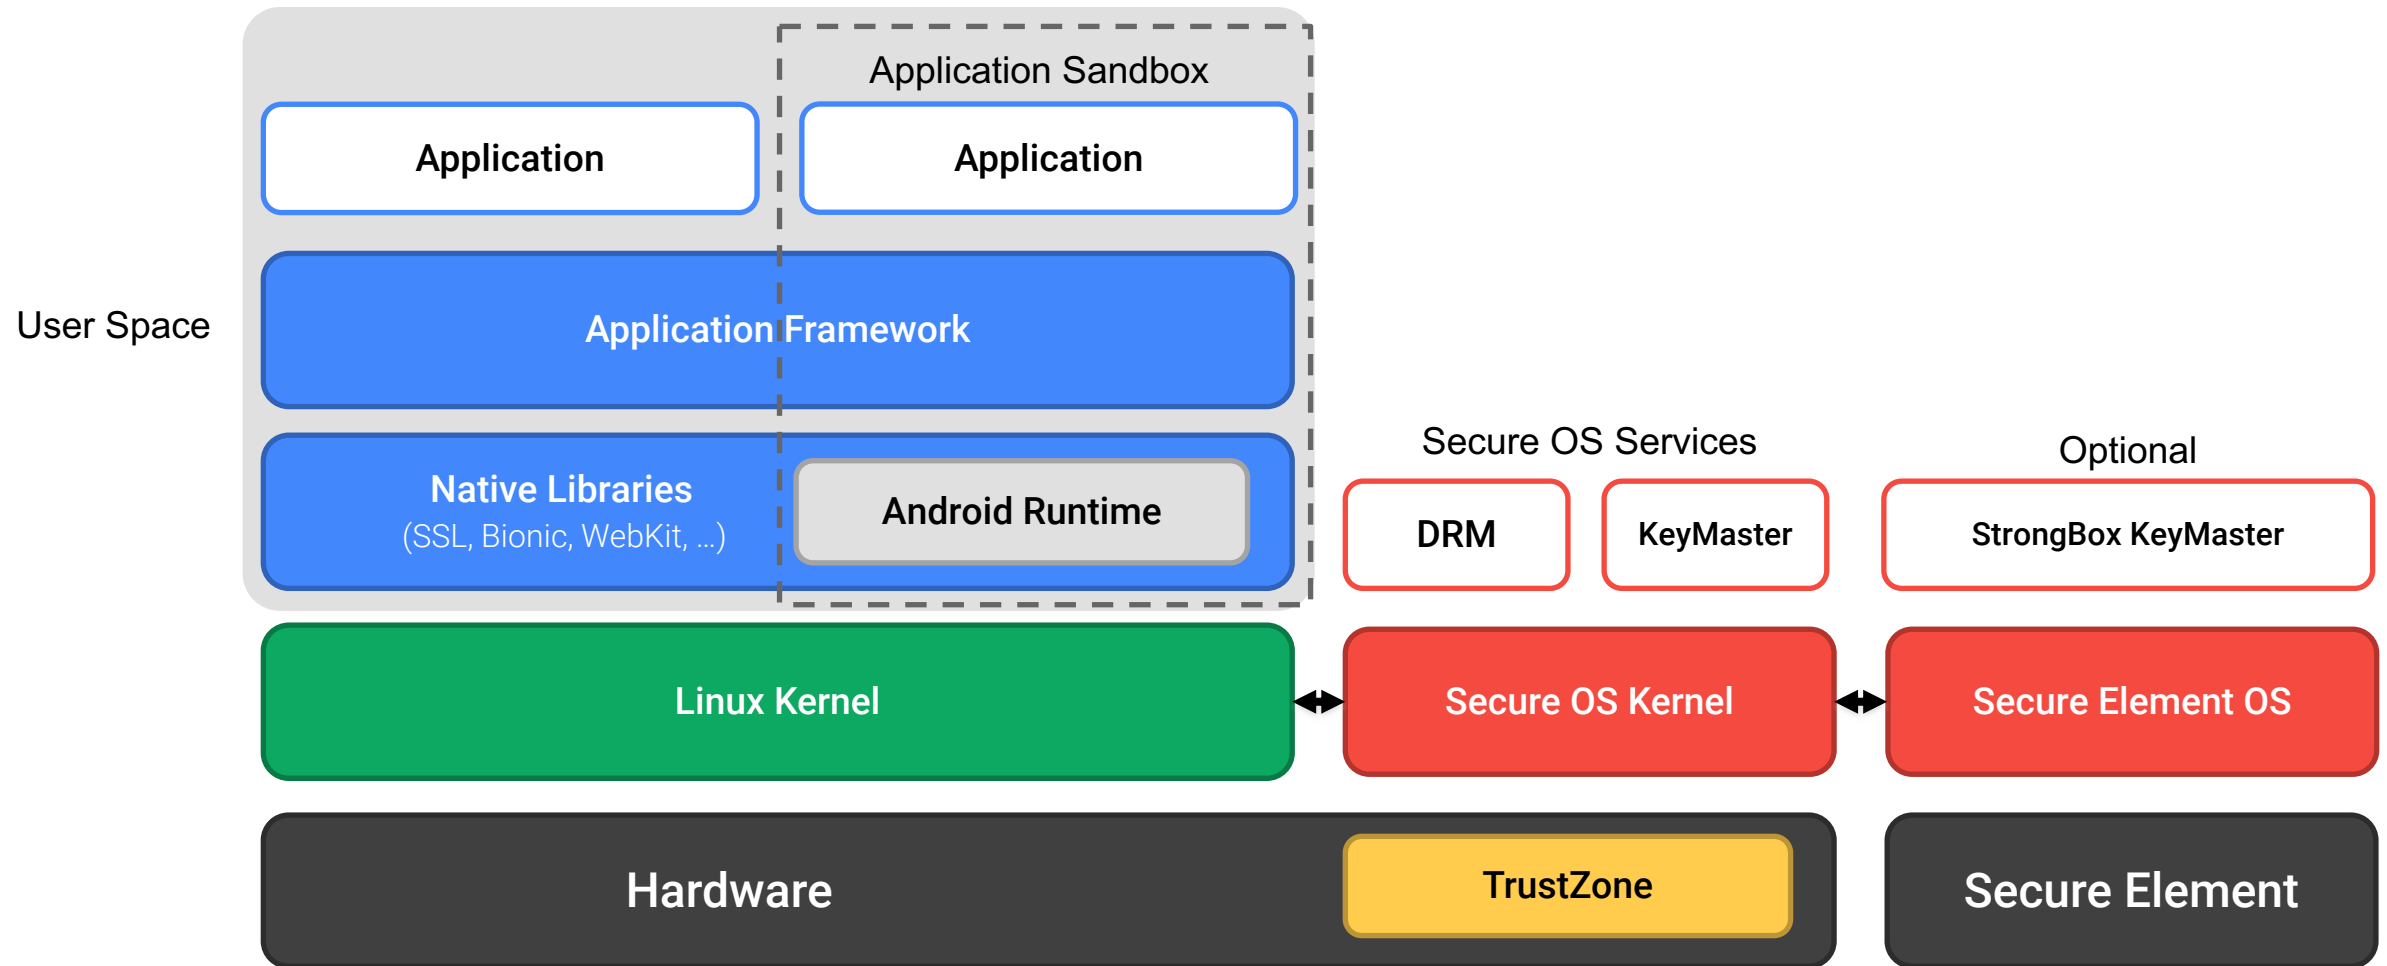 Application Sandbox
Application
Application
User Space
Application Framework
Secure OS Services
Optional
Native Libraries
(SSL, Bionic, WebKit, ...)
Android Runtime
DRM
KeyMaster
StrongBox KeyMaster
Linux Kernel
Secure OS Kernel
Secure Element OS
Hardware
TrustZone
Secure Element